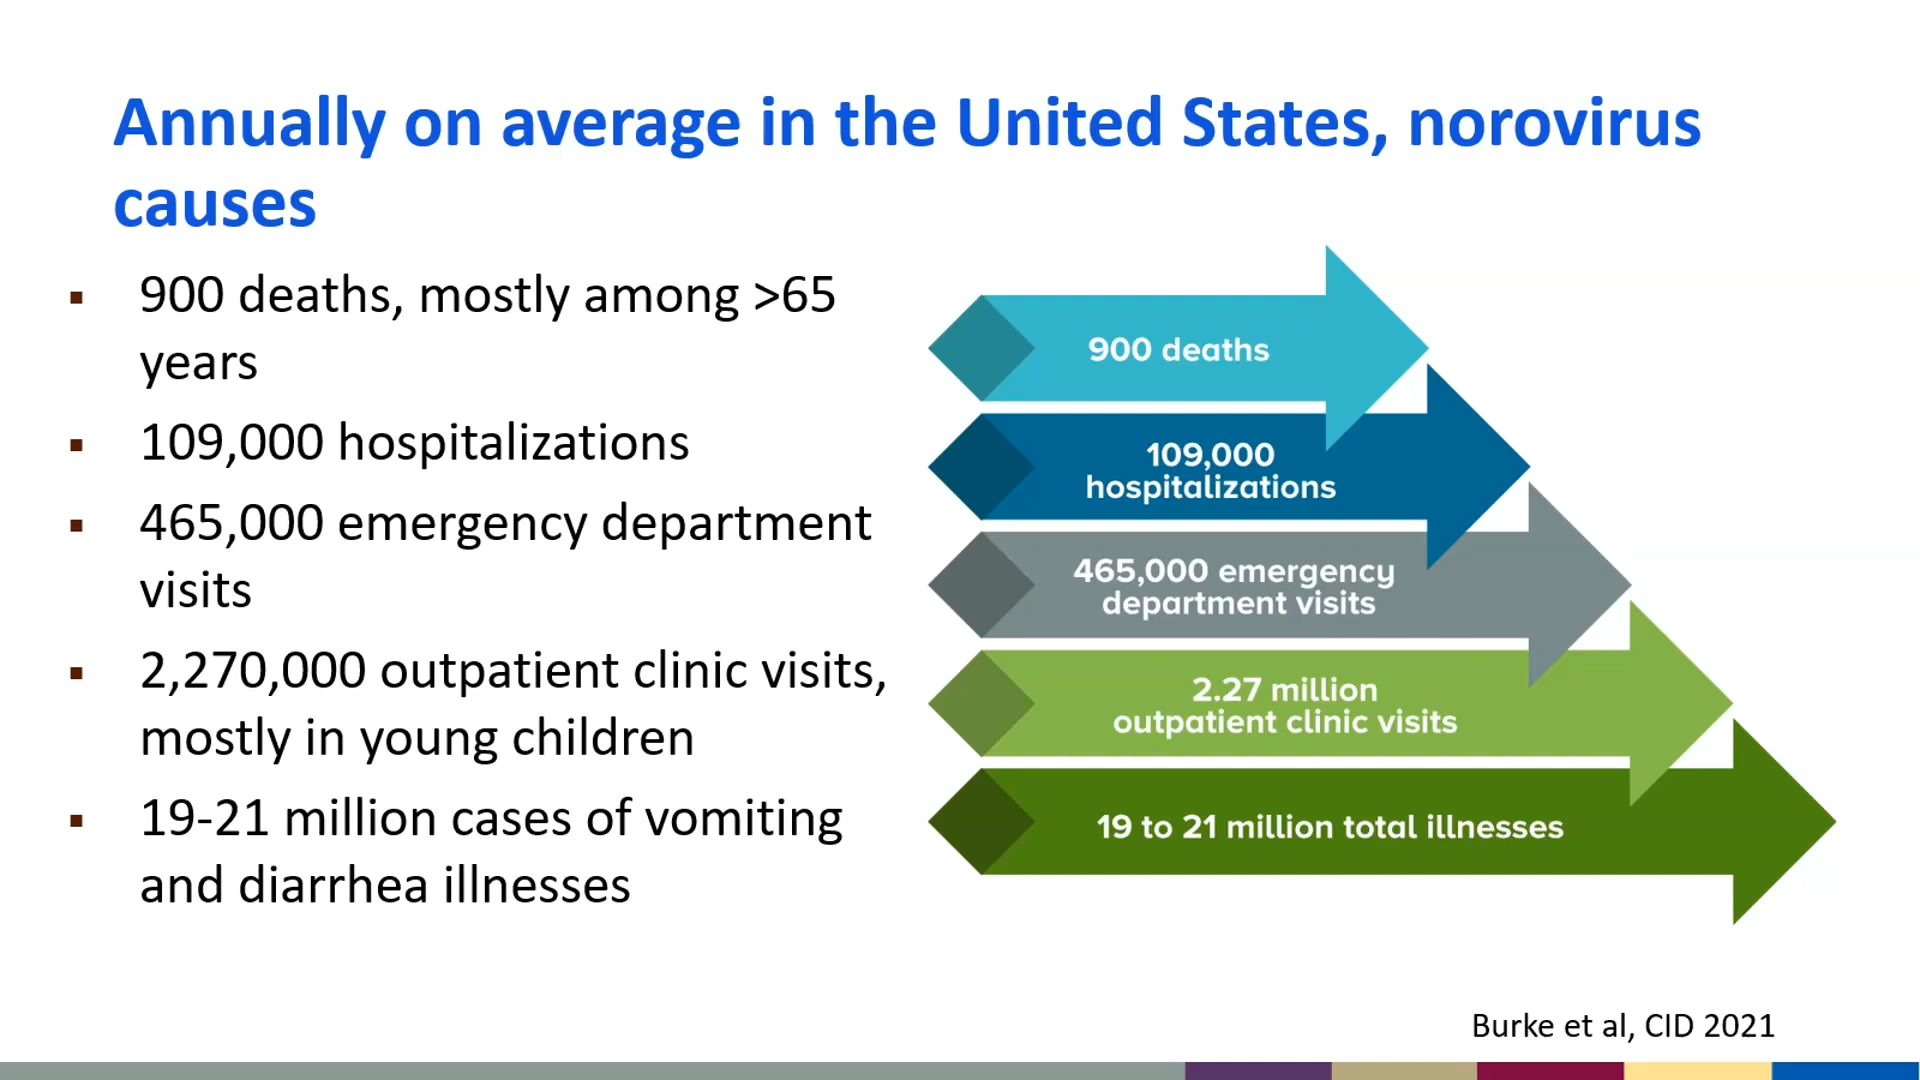 Annually on average in the United States, norovirus
causes
▪ 900 deaths, mostly among >65
years
▪ 109,000 hospitalizations
▪ 465,000 emergency department
visits
▪ 2,270,000 outpatient clinic visits,
mostly in young children
▪ 19-21 million cases of vomiting
and diarrhea illnesses
900 deaths
109,000
hospitalizations
465,000 emergency
department visits
2.27 million
outpatient clinic visits
19 to 21 million total illnesses
Burke et al, CID 2021